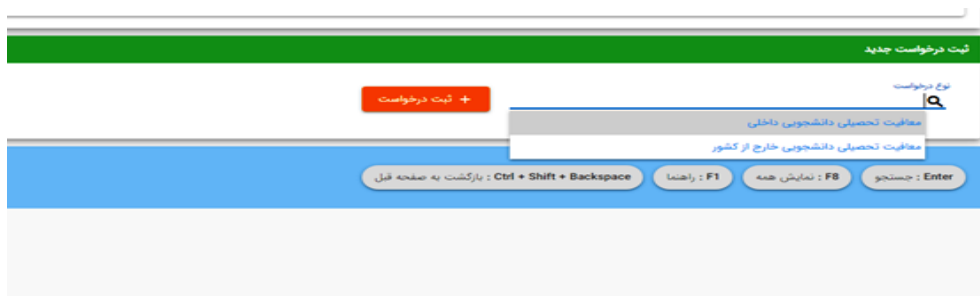 ثبت درخواست جدید
نوع درخواست
+ ثبت درخواست
معافیت تحصیلی دانشجویی داخلی
معافیت تحصیلی دانشجویی خارج از کشور
Enter : جستجو
F8 : نمایش همه
F1 : راهنما
Ctrl + Shift + Backspace : بازگشت به صفحه قبل